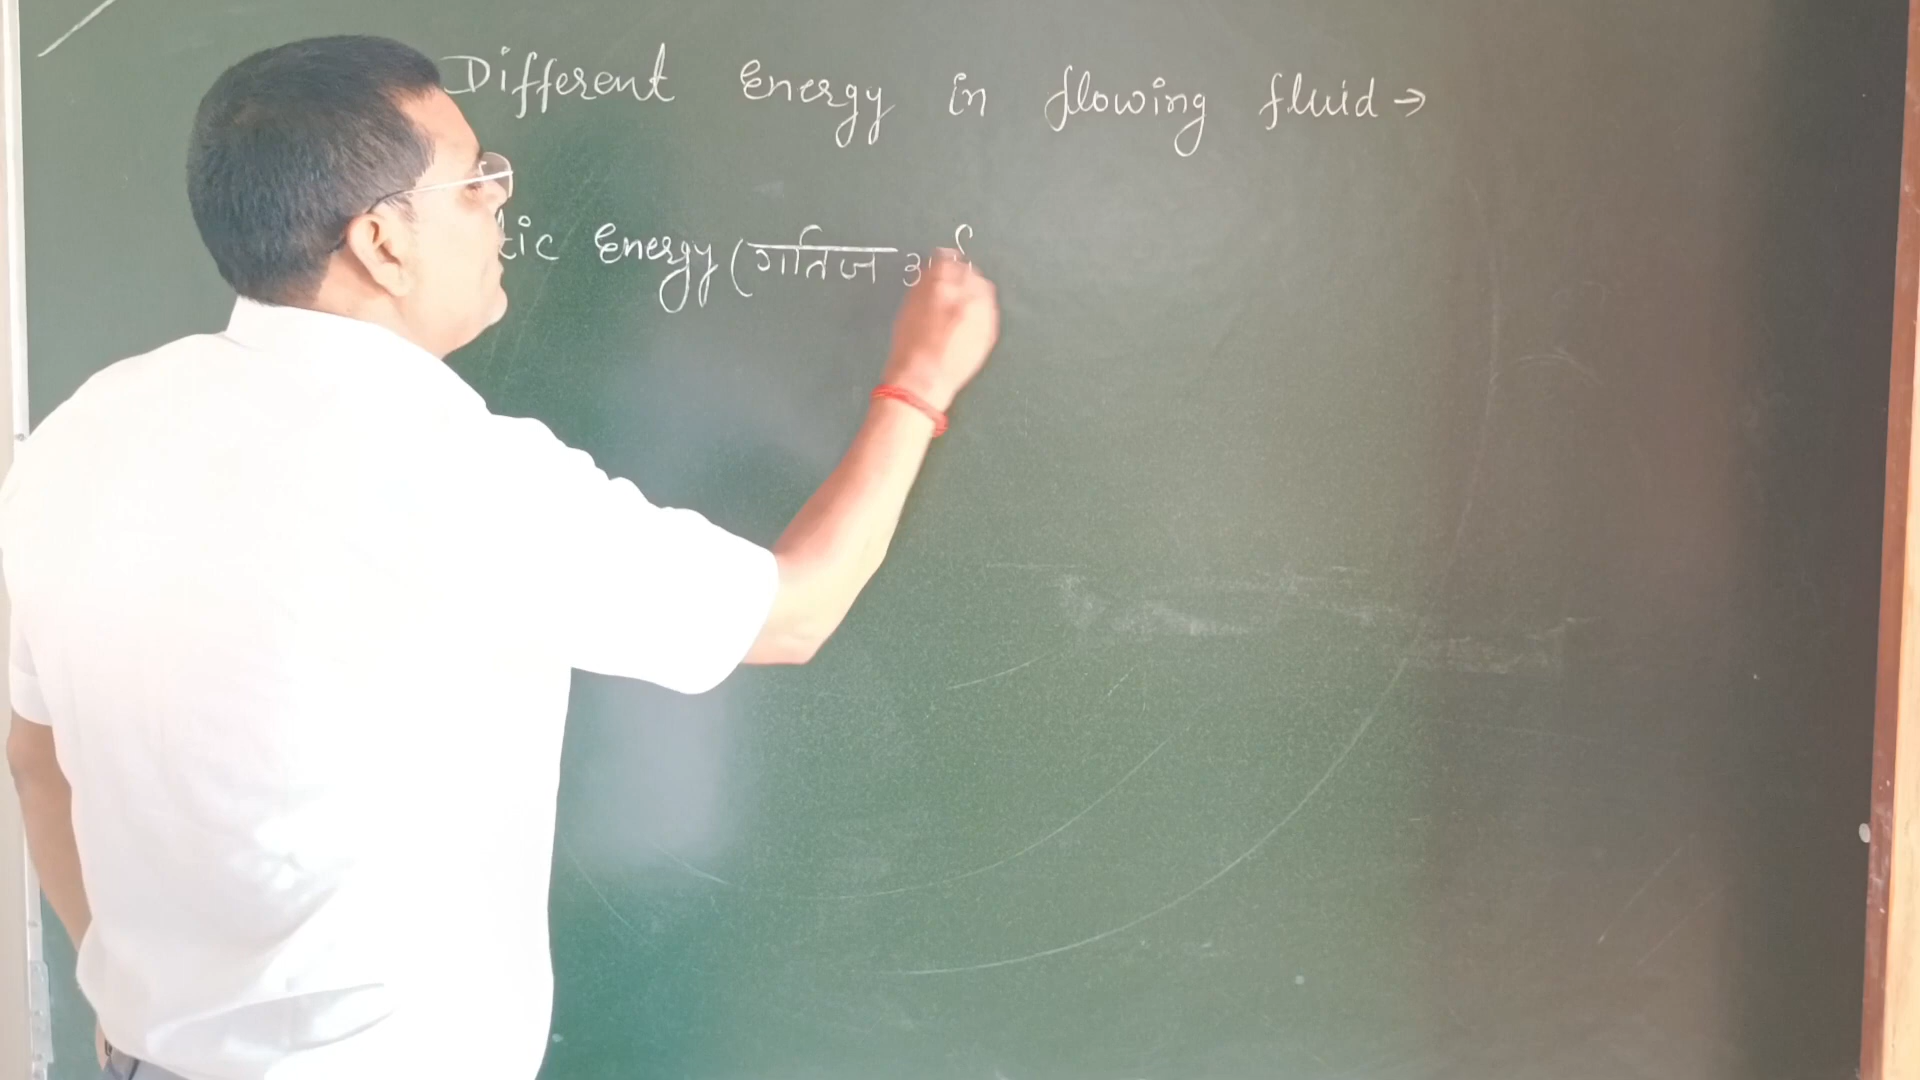 Different Energy in flowing fluid →
tic Energy (गतिज